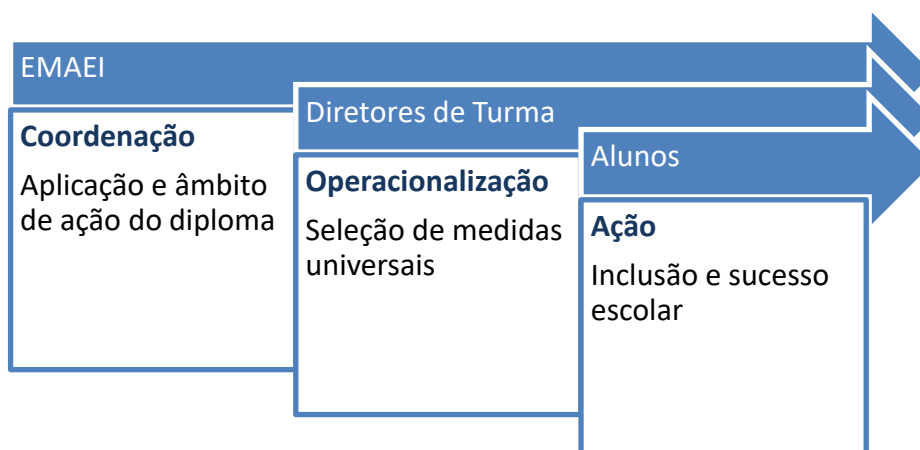 EMAEI
Coordenação
Aplicação e âmbito
de ação do diploma
Diretores de Turma
Operacionalização
Seleção de medidas
universais
Alunos
Ação
Inclusão e sucesso
escolar